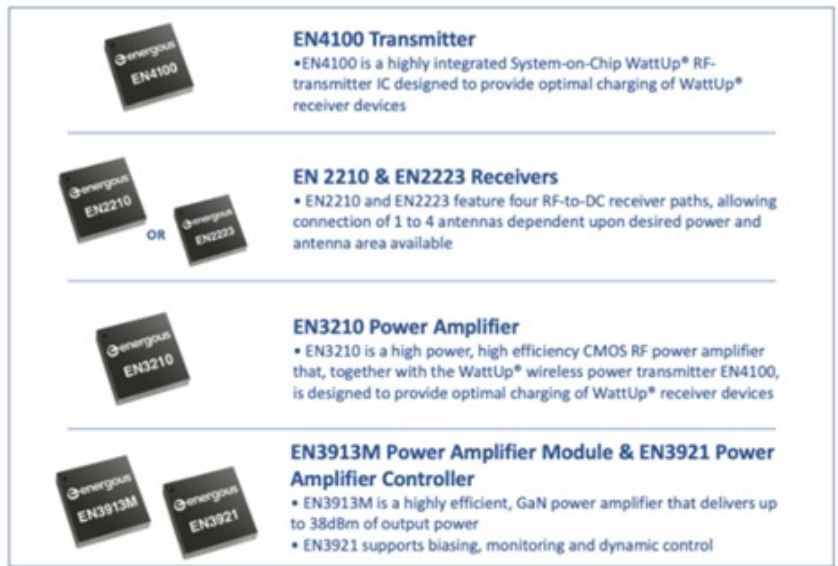 energous
EN4100
EN4100 Transmitter
•EN4100 is a highly integrated System-on-Chip WattUp® RF-
transmitter IC designed to provide optimal charging of WattUp®
receiver devices
energous
EN2210
OR
energous
EN2223
EN 2210 & EN2223 Receivers
• EN2210 and EN2223 feature four RF-to-DC receiver paths, allowing
connection of 1 to 4 antennas dependent upon desired power and
antenna area available
energous
EN3210
EN3210 Power Amplifier
• EN3210 is a high power, high efficiency CMOS RF power amplifier
that, together with the WattUp® wireless power transmitter EN4100,
is designed to provide optimal charging of WattUp® receiver devices
energous
EN3913M
energous
EN3921
EN3913M Power Amplifier Module & EN3921 Power
Amplifier Controller
• EN3913M is a highly efficient, GaN power amplifier that delivers up
to 38dBm of output power
• EN3921 supports biasing, monitoring and dynamic control